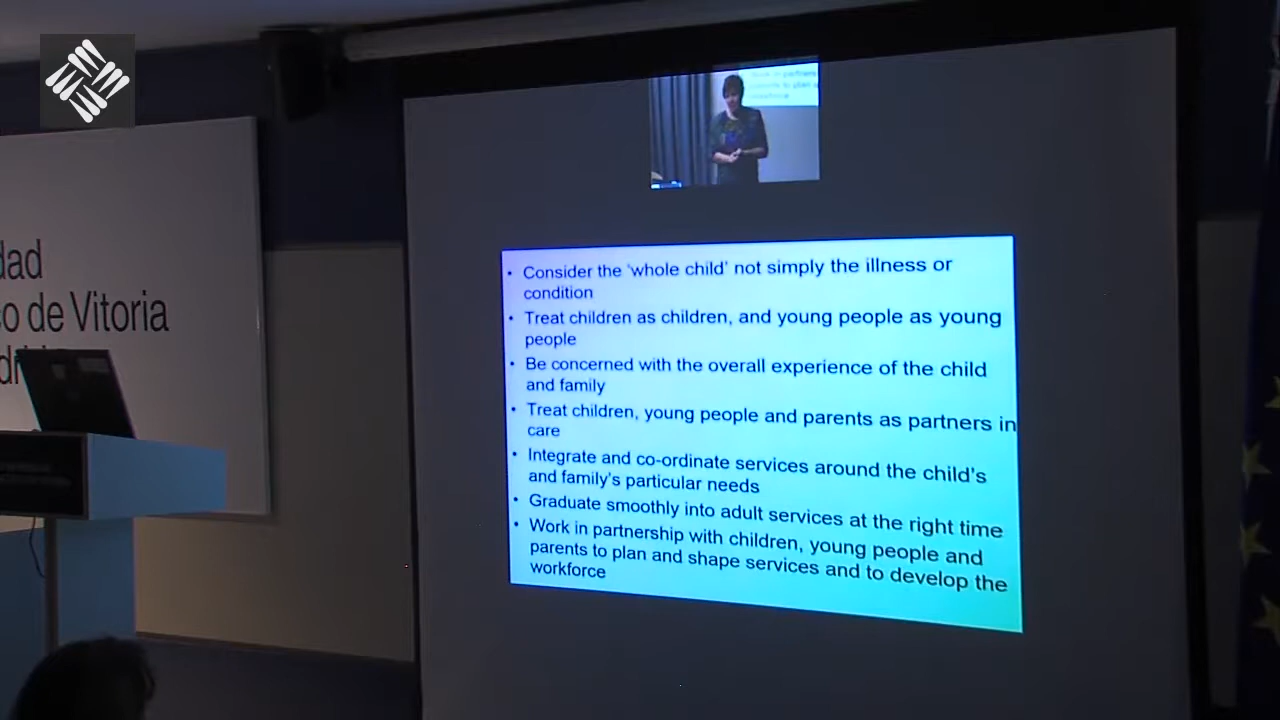 dad
o de Vitoria
• Consider the 'whole child' not simply the illness or
condition
• Treat children as children, and young people as young
people
• Be concerned with the overall experience of the child
and family
• Treat children, young people and parents as partners in
care
• Integrate and co-ordinate services around the child's
and family's particular needs
• Graduate smoothly into adult services at the right time
• Work in partnership with children, young people and
parents to plan and shape services and to develop the
workforce